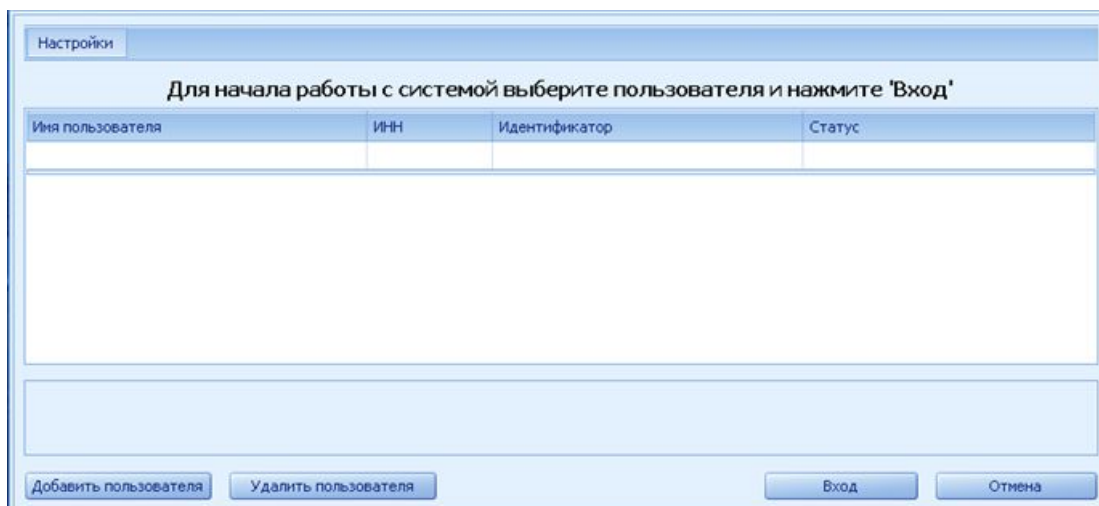 Настройки
Для начала работы с системой выберите пользователя и нажмите 'Вход'
Имя пользователя ИНН Идентификатор Статус
Добавить пользователя Удалить пользователя Вход Отмена